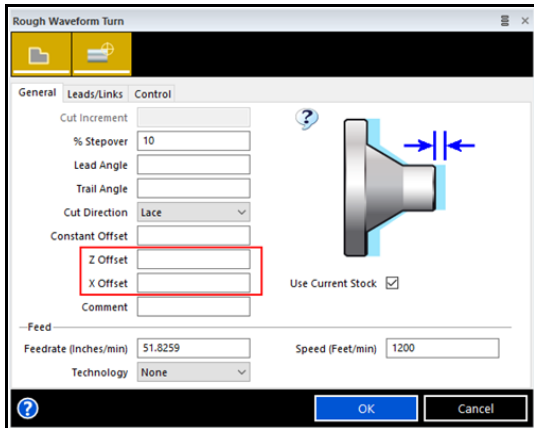 Rough Waveform Turn
General Leads/Links Control
Cut Increment
% Stepover 10
Lead Angle
Trail Angle
Cut Direction Lace
Constant Offset
Z Offset
X Offset Use Current Stock
Comment
Feed
Feedrate (Inches/min) 51.8259 Speed (Feet/min) 1200
Technology None
? OK Cancel